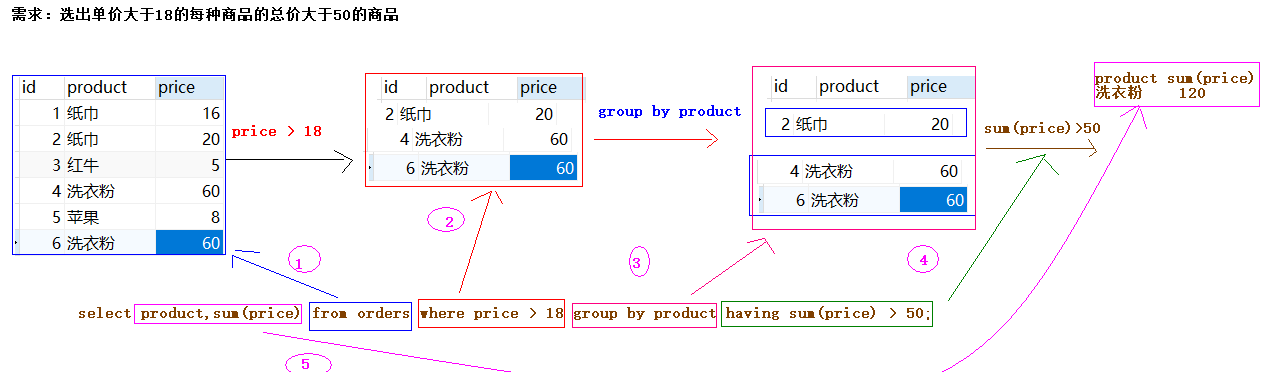 需求：选出单价大于18的每种商品的总价大于50的商品
id product price
1 纸巾 16
2 纸巾 20
3 红牛 5
4 洗衣粉 60
5 苹果 8
6 洗衣粉 60
price > 18
id product price
2 纸巾 20
4 洗衣粉 60
6 洗衣粉 60
group by product
id product price
2 纸巾 20
4 洗衣粉 60
6 洗衣粉 60
sum(price)>50
product sum(price)
洗衣粉 120
1
2
3
4
select product,sum(price) from orders where price > 18 group by product having sum(price) > 50;
5